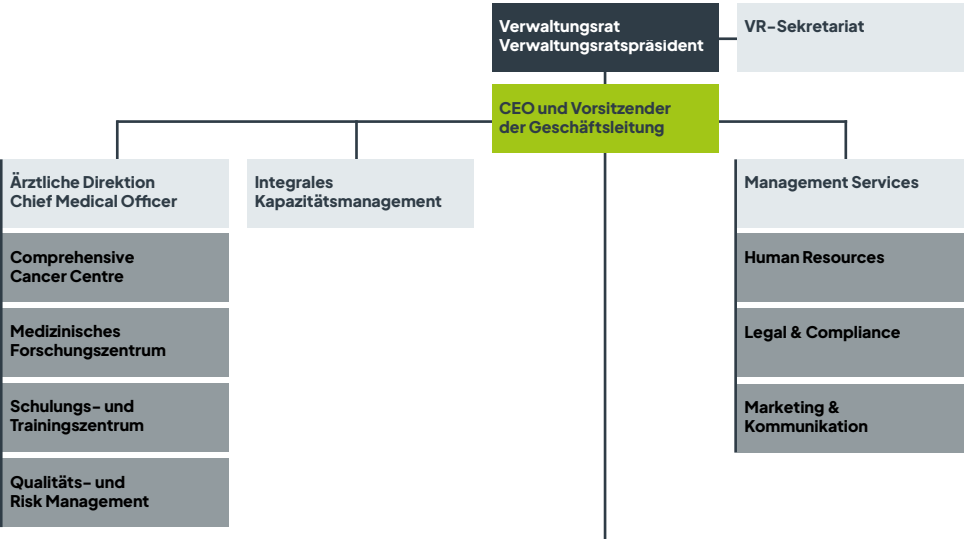 Verwaltungsrat
Verwaltungsratspräsident
VR-Sekretariat
CEO und Vorsitzender
der Geschäftsleitung
Ärztliche Direktion
Chief Medical Officer
Integrales
Kapazitätsmanagement
Management Services
Comprehensive
Cancer Centre
Human Resources
Medizinisches
Forschungszentrum
Legal & Compliance
Schulungs- und
Trainingszentrum
Marketing &
Kommunikation
Qualitäts- und
Risk Management